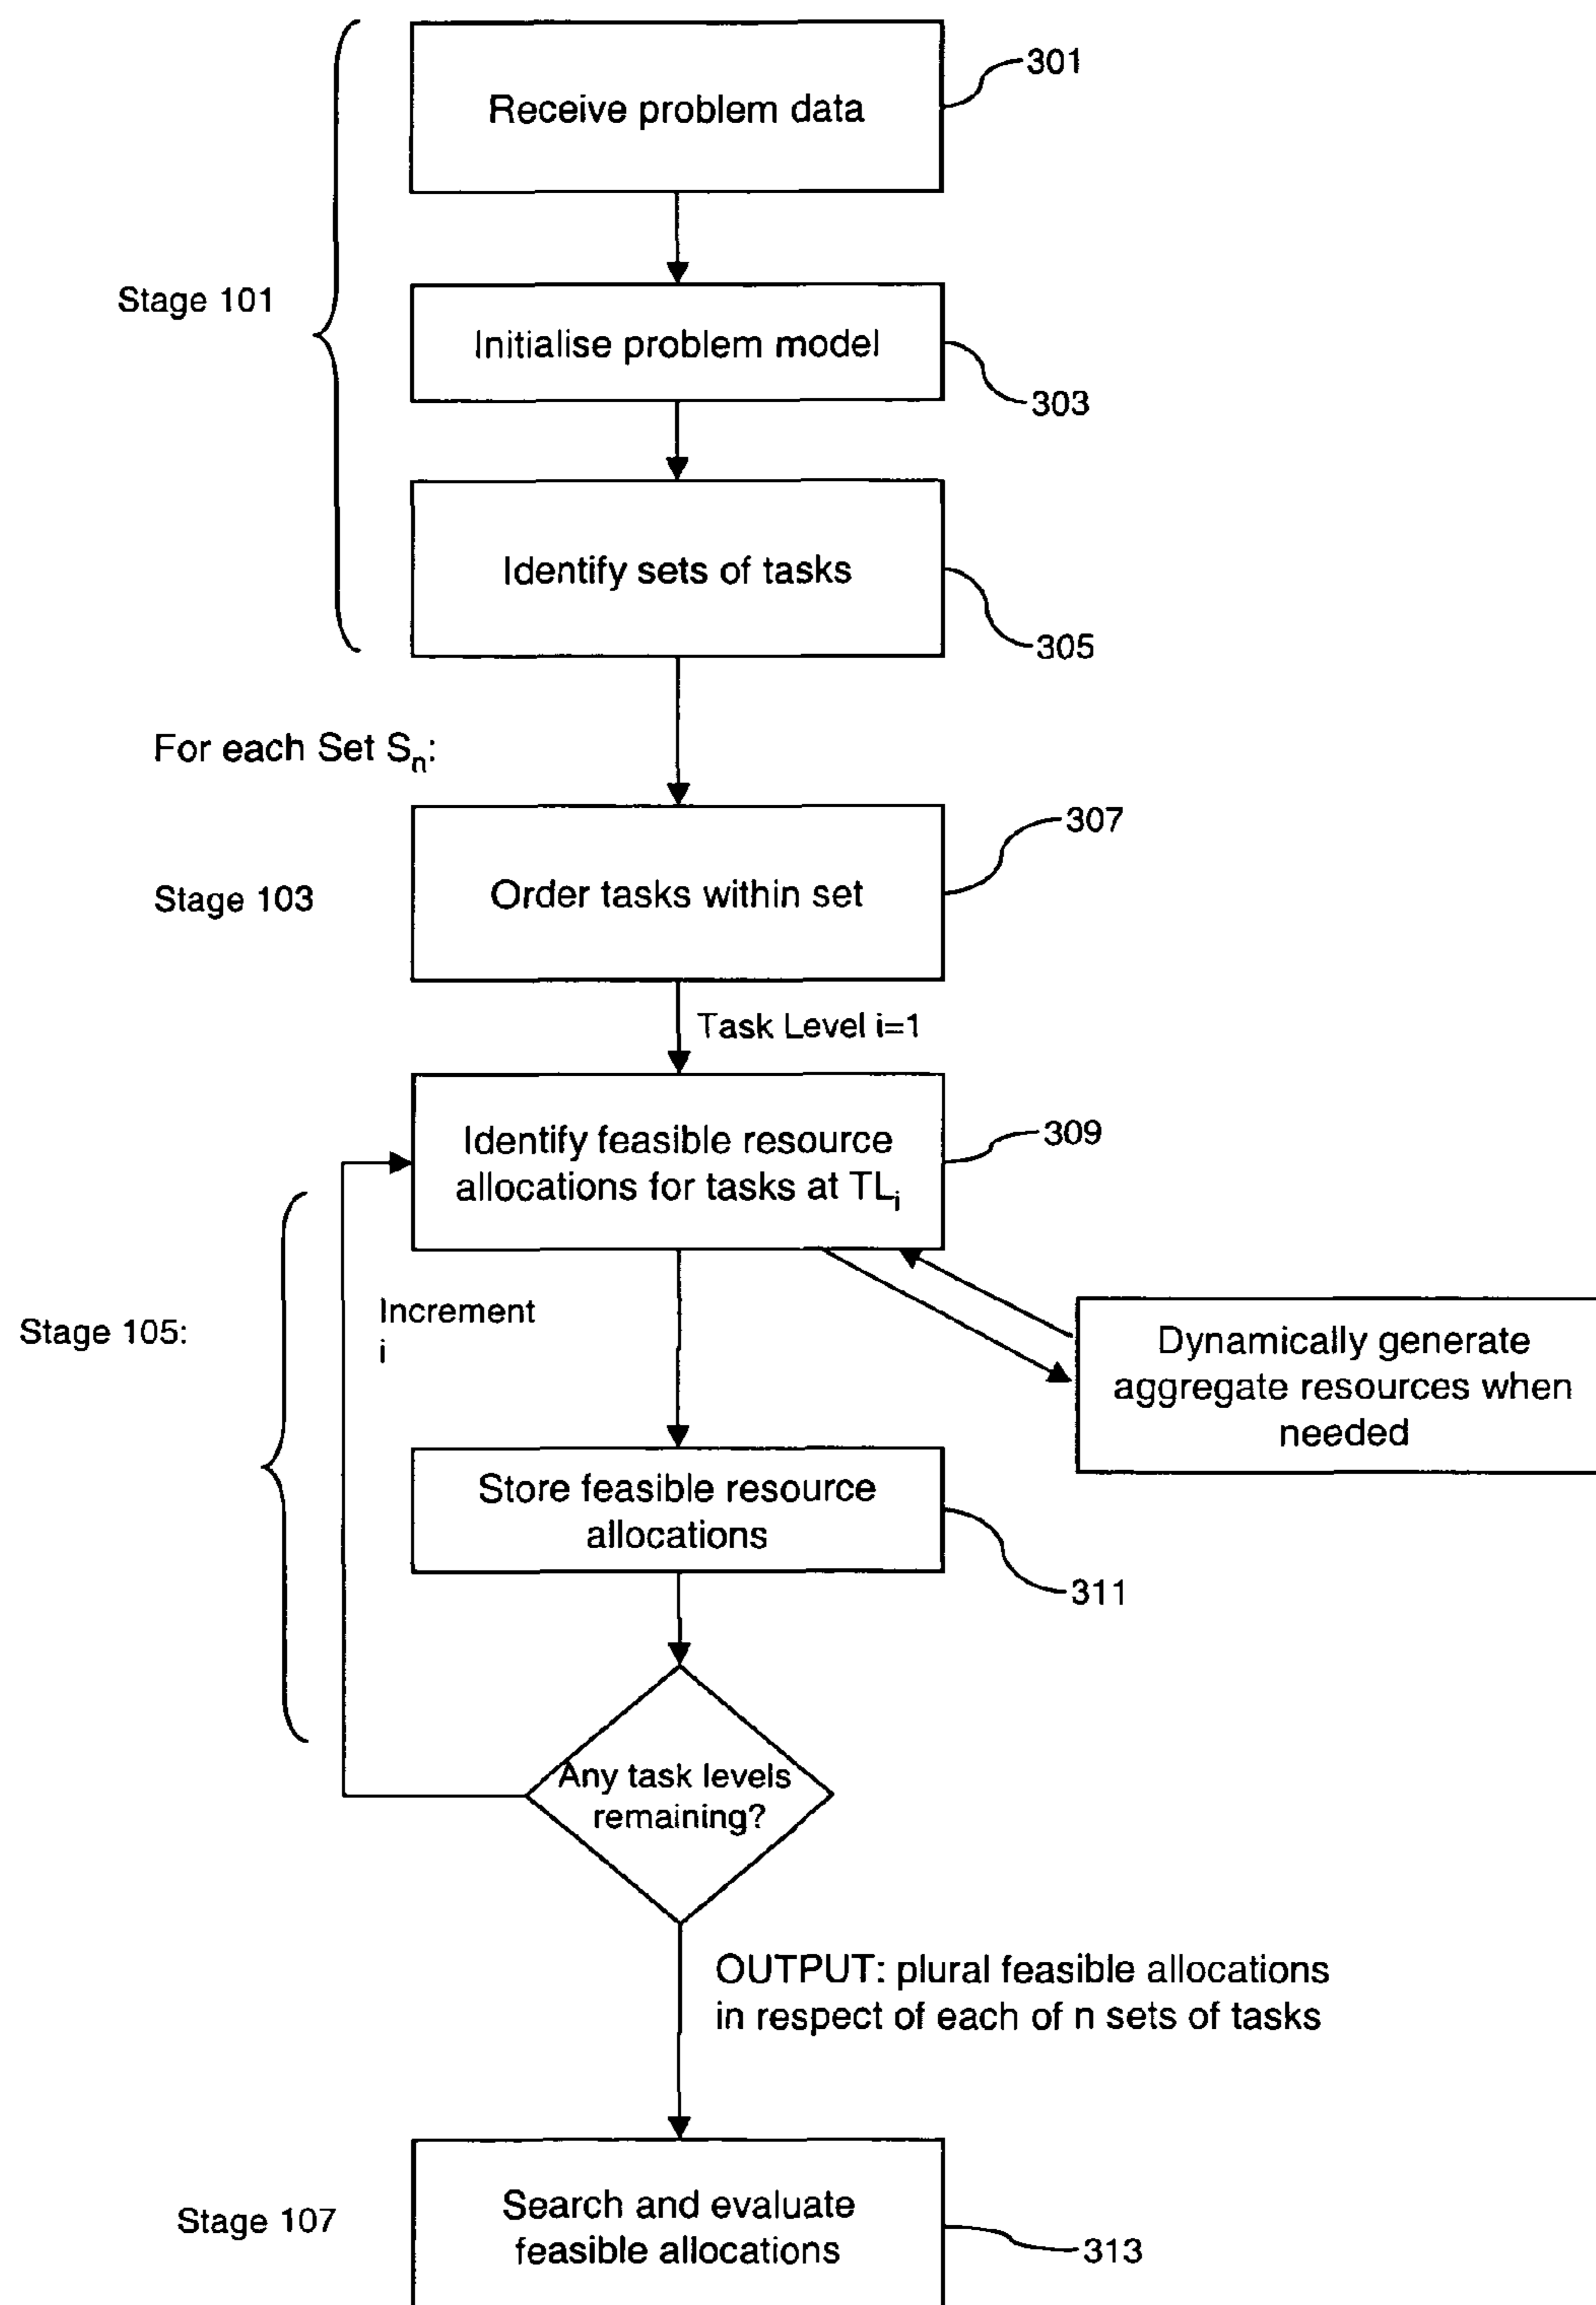 Receive problem data
301
Stage 101
Initialise problem model
303
Identify sets of tasks
305
For each Set Sn:
307
Stage 103
Order tasks within set
Task Level i=1
Identify feasible resource
allocations for tasks at TLi
309
Stage 105:
Increment
i
Dynamically generate
aggregate resources when
needed
Store feasible resource
allocations
311
Any task levels
remaining?
OUTPUT: plural feasible allocations
in respect of each of n sets of tasks
Stage 107
Search and evaluate
feasible allocations
313